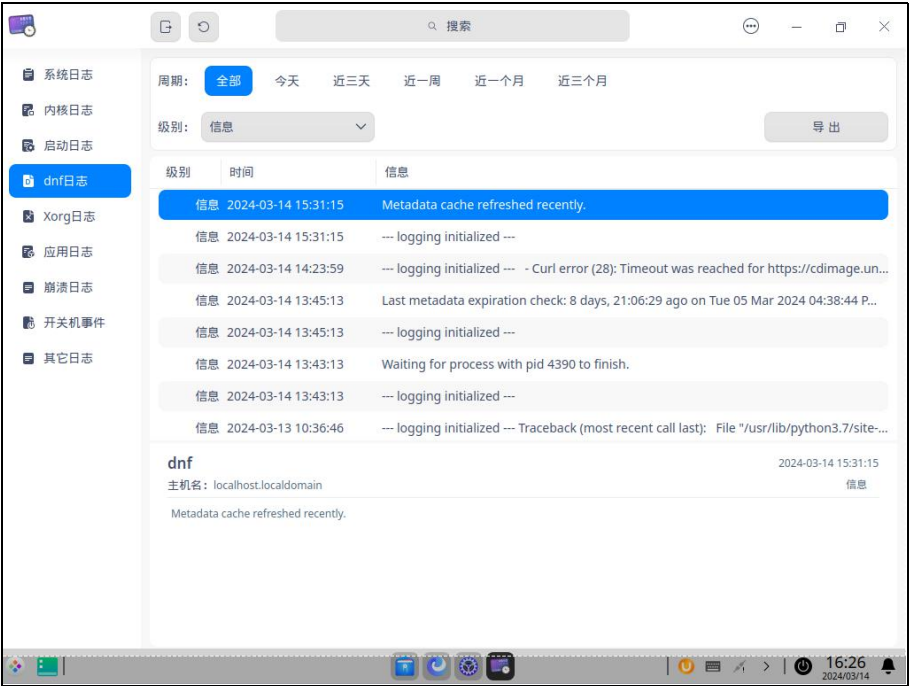 搜索
系统日志
内核日志
启动日志
dnf日志
Xorg日志
应用日志
崩溃日志
开关机事件
其它日志
周期: 全部 今天 近三天 近一周 近一个月 近三个月
级别: 信息 导出
级别 时间 信息
信息 2024-03-14 15:31:15 Metadata cache refreshed recently.
信息 2024-03-14 15:31:15 --- logging initialized ---
信息 2024-03-14 14:23:59 --- logging initialized --- - Curl error (28): Timeout was reached for https://cdimage.un...
信息 2024-03-14 13:45:13 Last metadata expiration check: 8 days, 21:06:29 ago on Tue 05 Mar 2024 04:38:44 P...
信息 2024-03-14 13:45:13 --- logging initialized ---
信息 2024-03-14 13:43:13 Waiting for process with pid 4390 to finish.
信息 2024-03-14 13:43:13 --- logging initialized ---
信息 2024-03-13 10:36:46 --- logging initialized --- Traceback (most recent call last): File "/usr/lib/python3.7/site-...
dnf 2024-03-14 15:31:15
主机名: localhost.localdomain 信息
Metadata cache refreshed recently.
16:26
2024/03/14